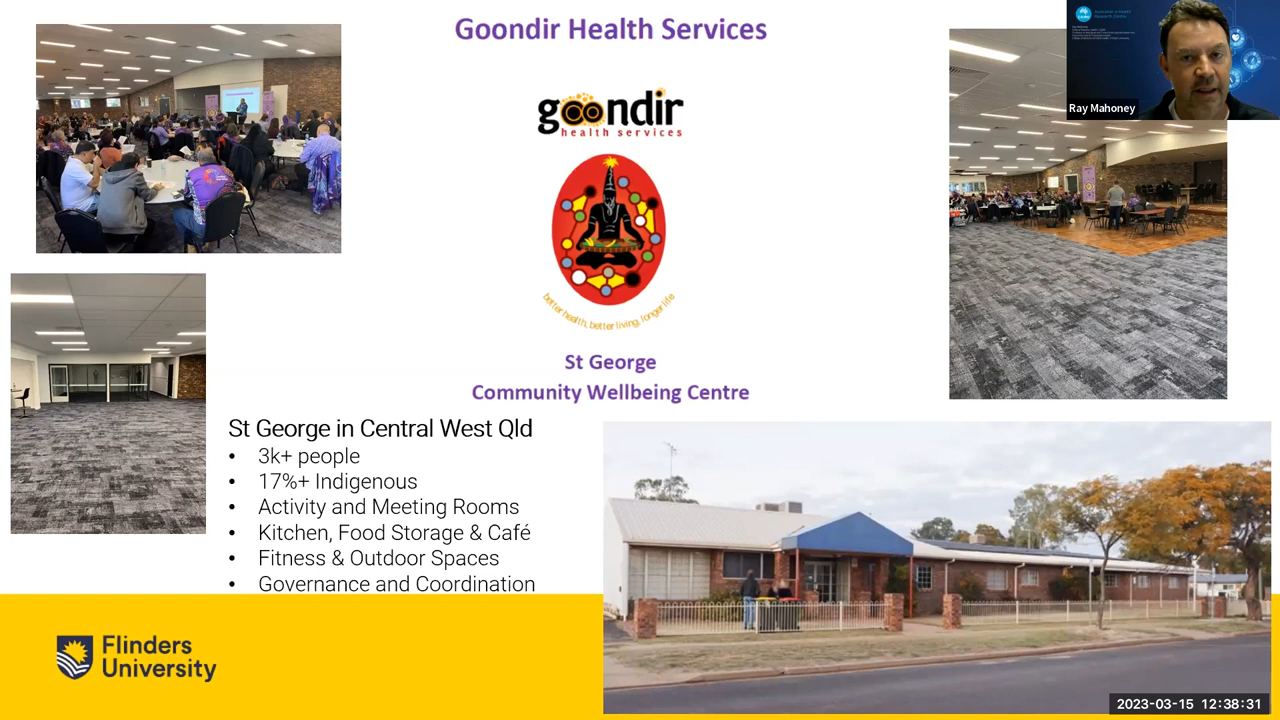 Goondir Health Services
goondir
health services
better health, better living, longer life
St George
Community Wellbeing Centre
St George in Central West Qld
• 3k+ people
• 17%+ Indigenous
• Activity and Meeting Rooms
• Kitchen, Food Storage & Café
• Fitness & Outdoor Spaces
• Governance and Coordination
Flinders
University
Ray Mahoney
2023-03-15 12:38:31